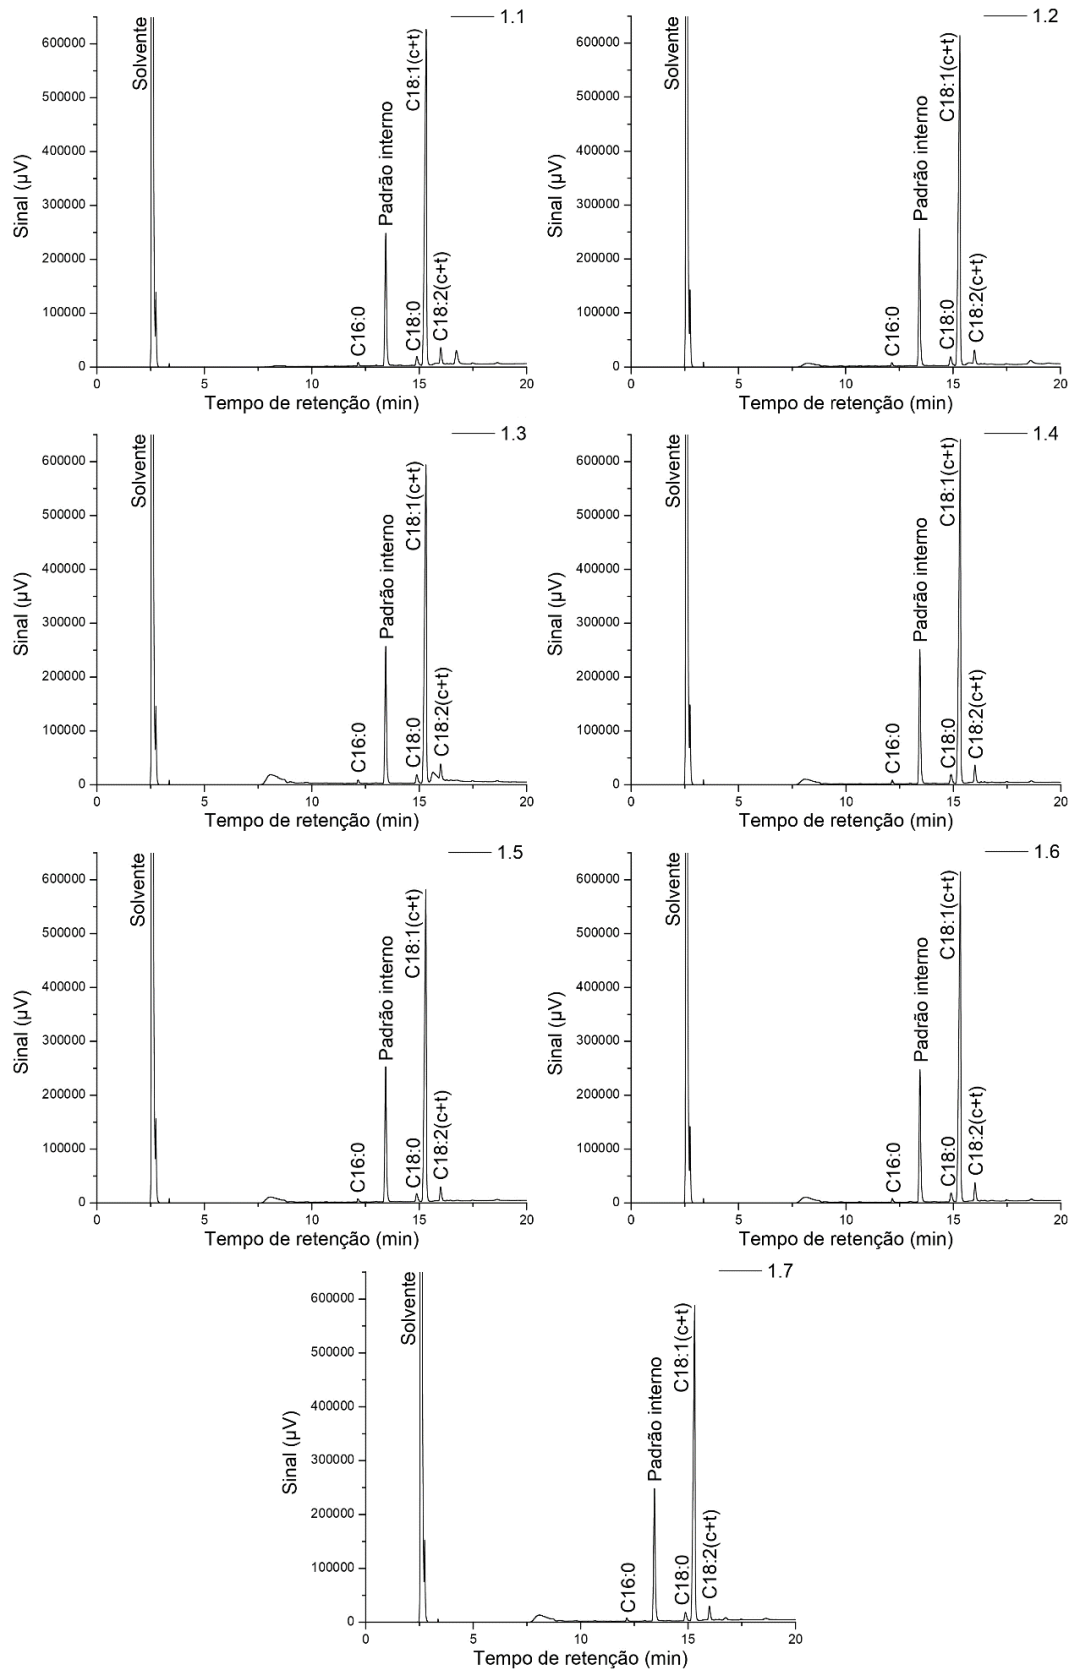 1.1
Solvente
Padrão interno
C18:1(c+t)
C16:0
C18:0
C18:2(c+t)
600000
500000
400000
300000
200000
100000
0
Sinal (µV)
0 5 10 15 20
Tempo de retenção (min)
1.2
Solvente
Padrão interno
C18:1(c+t)
C16:0
C18:0
C18:2(c+t)
600000
500000
400000
300000
200000
100000
0
Sinal (µV)
0 5 10 15 20
Tempo de retenção (min)
1.3
Solvente
Padrão interno
C18:1(c+t)
C16:0
C18:0
C18:2(c+t)
600000
500000
400000
300000
200000
100000
0
Sinal (µV)
0 5 10 15 20
Tempo de retenção (min)
1.4
Solvente
Padrão interno
C18:1(c+t)
C16:0
C18:0
C18:2(c+t)
600000
500000
400000
300000
200000
100000
0
Sinal (µV)
0 5 10 15 20
Tempo de retenção (min)
1.5
Solvente
Padrão interno
C18:1(c+t)
C16:0
C18:0
C18:2(c+t)
600000
500000
400000
300000
200000
100000
0
Sinal (µV)
0 5 10 15 20
Tempo de retenção (min)
1.6
Solvente
Padrão interno
C18:1(c+t)
C16:0
C18:0
C18:2(c+t)
600000
500000
400000
300000
200000
100000
0
Sinal (µV)
0 5 10 15 20
Tempo de retenção (min)
1.7
Solvente
Padrão interno
C18:1(c+t)
C16:0
C18:0
C18:2(c+t)
600000
500000
400000
300000
200000
100000
0
Sinal (µV)
0 5 10 15 20
Tempo de retenção (min)